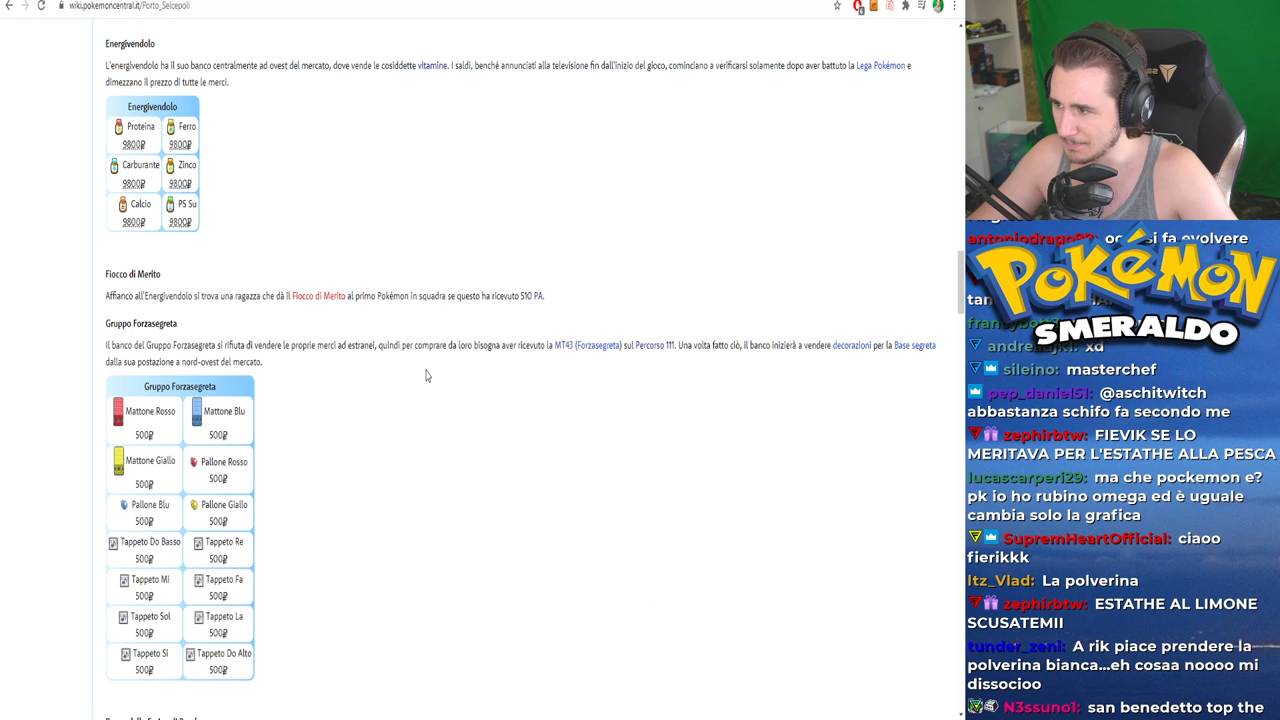 wiki.pokemoncentral.it/Porto_Selcepoli
Energivendolo
L'energivendolo ha il suo banco centralmente ad ovest del mercato, dove vende le cosiddette vitamine. I saldi, benché annunciati alla televisione fin dall'inizio del gioco, cominciano a verificarsi solamente dopo aver battuto la Lega Pokémon e
dimezzano il prezzo di tutte le merci.
Energivendolo
Proteina Ferro
9800₽ 9800₽
Carburante Zinco
9800₽ 9800₽
Calcio PS Su
9800₽ 9800₽
Fiocco di Merito
Affianco all'Energivendolo si trova una ragazza che dà il Fiocco di Merito al primo Pokémon in squadra se questo ha ricevuto 510 PA.
Gruppo Forzasegreta
Il banco del Gruppo Forzasegreta si rifiuta di vendere le proprie merci ad estranei, quindi per comprare da loro bisogna aver ricevuto la MT43 (Forzasegreta) sul Percorso 111. Una volta fatto ciò, il banco inizierà a vendere decorazioni per la Base segreta
dalla sua postazione a nord-ovest del mercato.
Gruppo Forzasegreta
Mattone Rosso Mattone Blu
500₽ 500₽
Mattone Giallo Pallone Rosso
500₽ 500₽
Pallone Blu Pallone Giallo
500₽ 500₽
Tappeto Do Basso Tappeto Re
500₽ 500₽
Tappeto Mi Tappeto Fa
500₽ 500₽
Tappeto Sol Tappeto La
500₽ 500₽
Tappeto Si Tappeto Do Alto
500₽ 500₽
si fa evolvere
POKÉMON
SMERALDO
xd
sileino: masterchef
pep_daniel51: @aschitwitch
abbastanza schifo fa secondo me
zephirbtw: FIEVIK SE LO
MERITAVA PER L'ESTATHE ALLA PESCA
lucascarperi29: ma che pockemon e?
pk io ho rubino omega ed è uguale
cambia solo la grafica
SupremHeartOfficial: ciaoo
fierikkk
Itz_Vlad: La polverina
zephirbtw: ESTATHE AL LIMONE
SCUSATEMII
tunder_zeni: A rik piace prendere la
polverina bianca...eh cosaa noooo mi
dissocioo
N3ssuno1: san benedetto top the